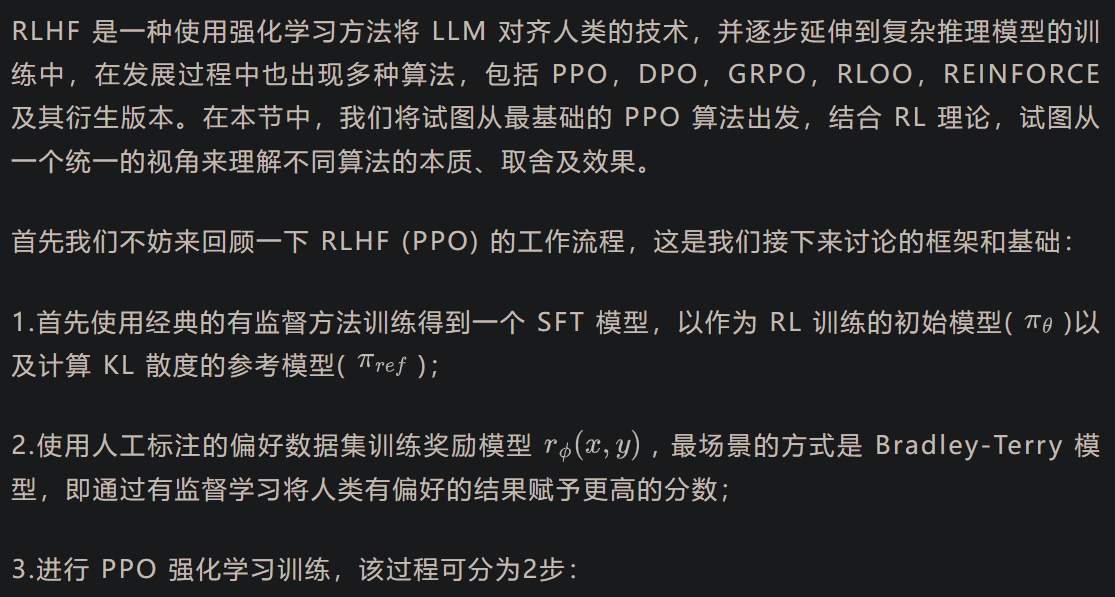 RLHF 是一种使用强化学习方法将 LLM 对齐人类的技术，并逐步延伸到复杂推理模型的训
练中，在发展过程中也出现多种算法，包括 PPO，DPO，GRPO，RLOO，REINFORCE
及其衍生版本。在本节中，我们将试图从最基础的 PPO 算法出发，结合 RL 理论，试图从
一个统一的视角来理解不同算法的本质、取舍及效果。
首先我们不妨来回顾一下 RLHF (PPO) 的工作流程，这是我们接下来讨论的框架和基础：
1.首先使用经典的有监督方法训练得到一个 SFT 模型，以作为 RL 训练的初始模型( π_θ )以
及计算 KL 散度的参考模型( π_{ref} )；
2.使用人工标注的偏好数据集训练奖励模型 r_ϕ(x, y) , 最场景的方式是 Bradley-Terry 模
型，即通过有监督学习将人类有偏好的结果赋予更高的分数；
3.进行 PPO 强化学习训练，该过程可分为2步：